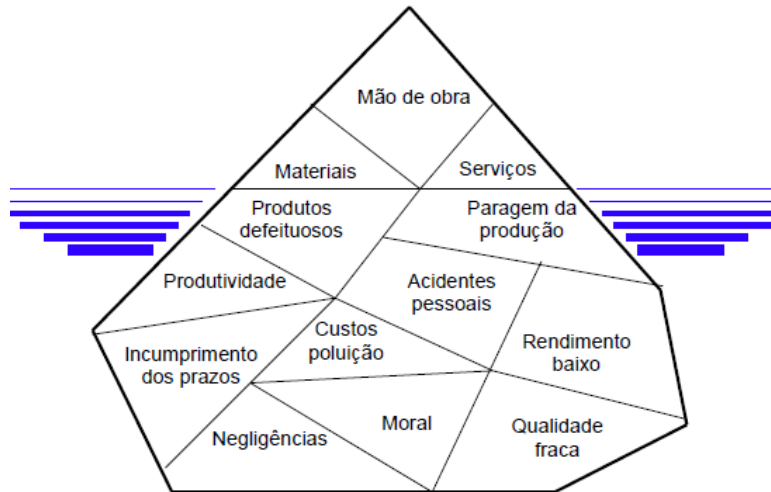 Mão de obra
Materiais
Serviços
Produtos
defeituosos
Paragem da
produção
Produtividade
Acidentes
pessoais
Custos
poluição
Incumprimento
dos prazos
Rendimento
baixo
Negligências
Moral
Qualidade
fraca